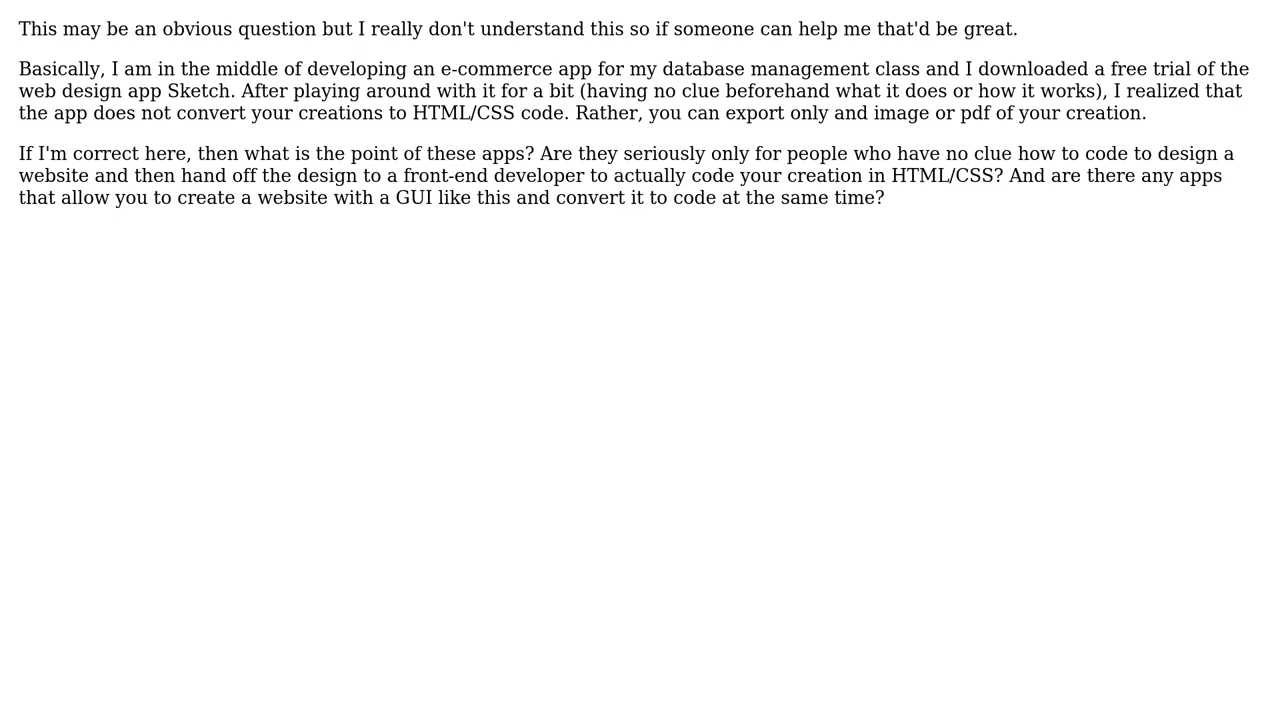 This may be an obvious question but I really don't understand this so if someone can help me that'd be great.
Basically, I am in the middle of developing an e-commerce app for my database management class and I downloaded a free trial of the
web design app Sketch. After playing around with it for a bit (having no clue beforehand what it does or how it works), I realized that
the app does not convert your creations to HTML/CSS code. Rather, you can export only and image or pdf of your creation.
If I'm correct here, then what is the point of these apps? Are they seriously only for people who have no clue how to code to design a
website and then hand off the design to a front-end developer to actually code your creation in HTML/CSS? And are there any apps
that allow you to create a website with a GUI like this and convert it to code at the same time?